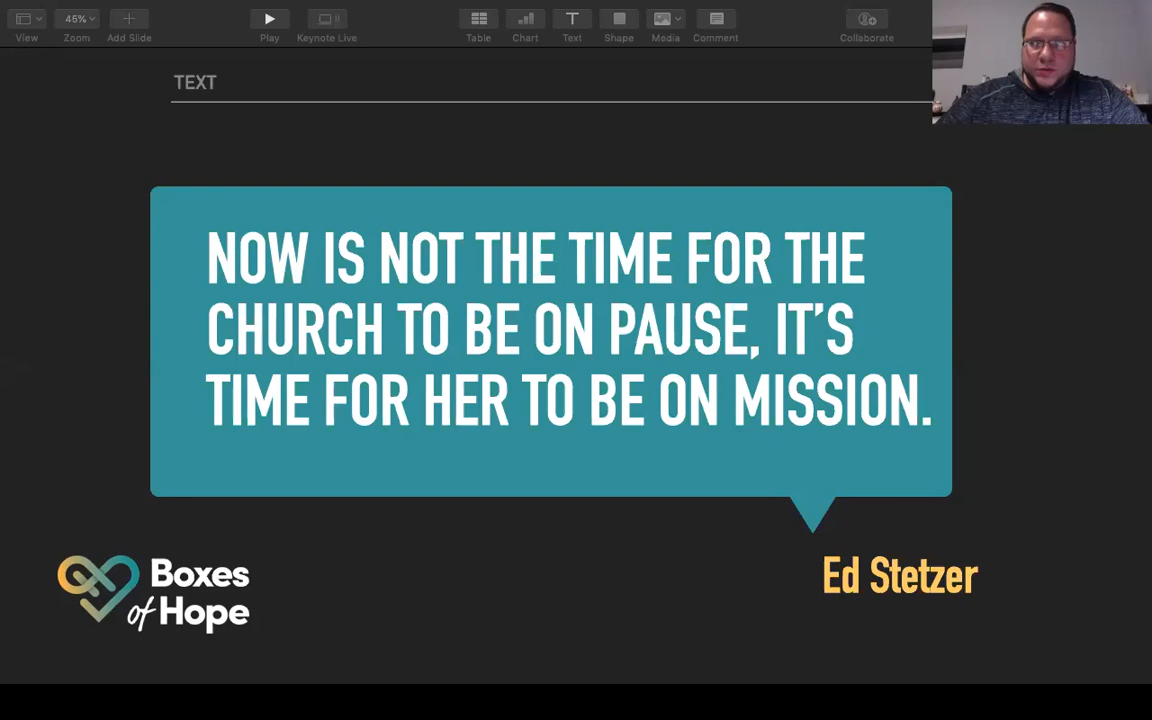 45%
View
Zoom
Add Slide
Play
Keynote Live
Table
Chart
Text
Shape
Media
Comment
Collaborate
TEXT
NOW IS NOT THE TIME FOR THE
CHURCH TO BE ON PAUSE, IT’S
TIME FOR HER TO BE ON MISSION.
Ed Stetzer
Boxes
of Hope